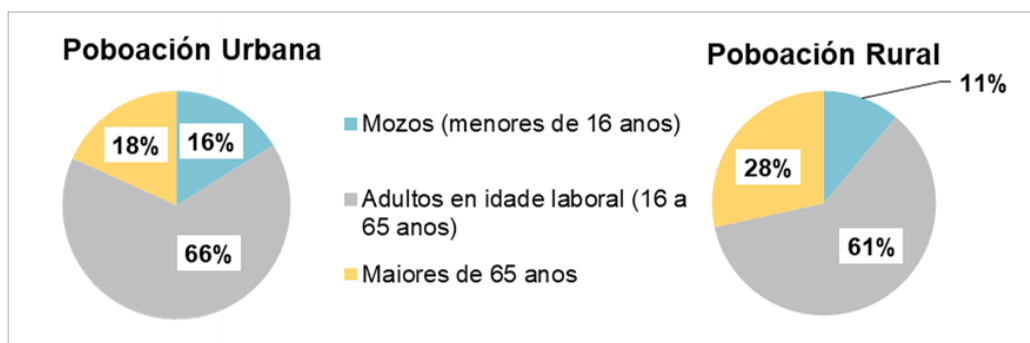 Poboación Urbana
18%
16%
66%
Mozos (menores de 16 anos)
Adultos en idade laboral (16 a
65 anos)
Maiores de 65 anos
Poboación Rural
11%
28%
61%